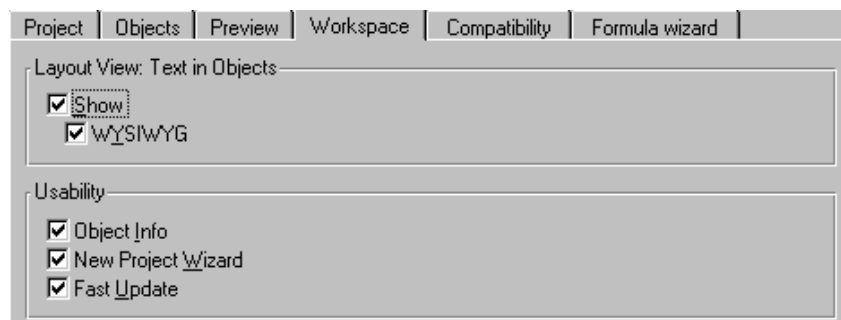 Project Objects Preview Workspace Compatibility Formula wizard
Layout View: Text in Objects
Show
WYSIWYG
Usability
Object Info
New Project Wizard
Fast Update